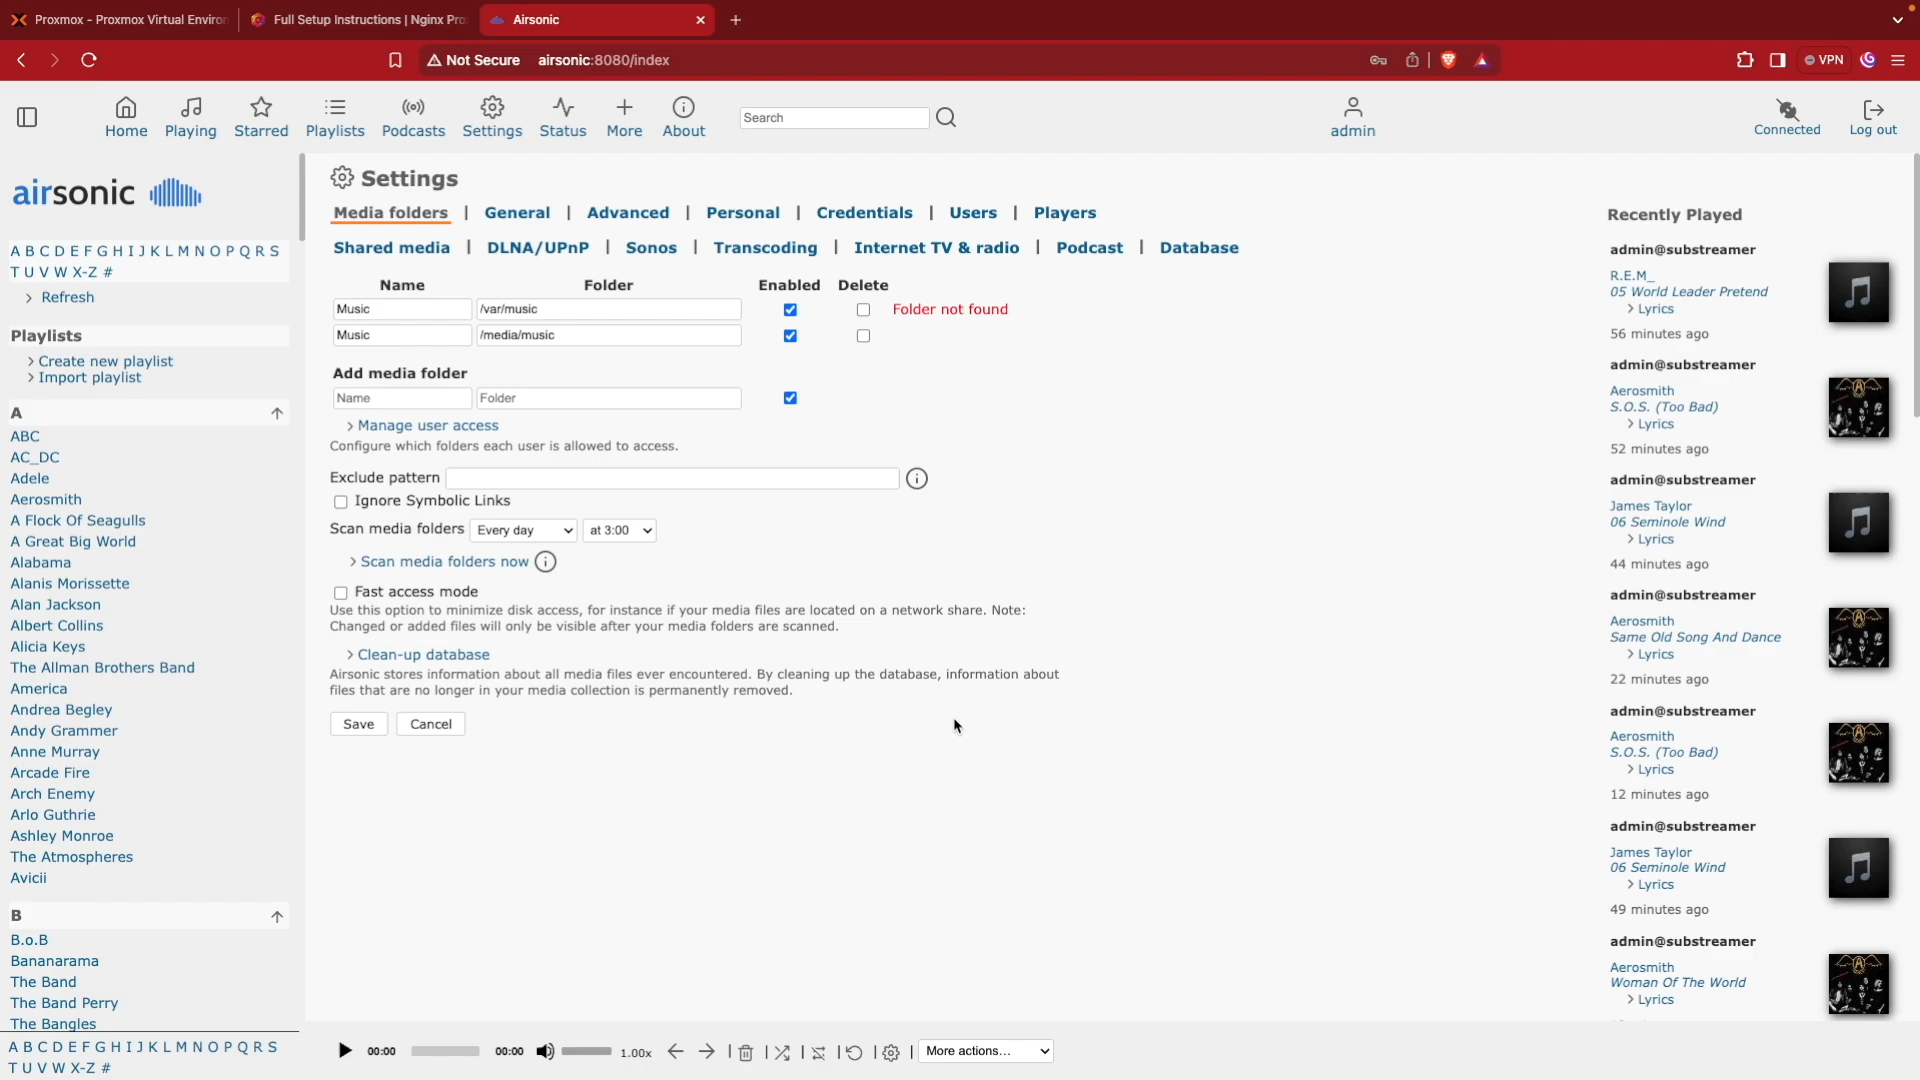 Proxmox - Proxmox Virtual Environ
Full Setup Instructions | Nginx Pro
Airsonic
Not Secure airsonic:8080/index
VPN
Home
Playing
Starred
Playlists
Podcasts
Settings
Status
More
About
Search
admin
Connected
Log out
airsonic
A B C D E F G H I J K L M N O P Q R S
T U V W X-Z #
Refresh
Playlists
Create new playlist
Import playlist
A
ABC
AC_DC
Adele
Aerosmith
A Flock Of Seagulls
A Great Big World
Alabama
Alanis Morissette
Alan Jackson
Albert Collins
Alicia Keys
The Allman Brothers Band
America
Andrea Begley
Andy Grammer
Anne Murray
Arcade Fire
Arch Enemy
Arlo Guthrie
Ashley Monroe
The Atmospheres
Avicii
B
B.o.B
Bananarama
The Band
The Band Perry
The Bangles
A B C D E F G H I J K L M N O P Q R S
T U V W X-Z #
Settings
Media folders | General | Advanced | Personal | Credentials | Users | Players
Shared media | DLNA/UPnP | Sonos | Transcoding | Internet TV & radio | Podcast | Database
Name Folder Enabled Delete
Music /var/music Folder not found
Music /media/music
Add media folder
Name Folder
Manage user access
Configure which folders each user is allowed to access.
Exclude pattern
Ignore Symbolic Links
Scan media folders Every day at 3:00
Scan media folders now
Fast access mode
Use this option to minimize disk access, for instance if your media files are located on a network share. Note:
Changed or added files will only be visible after your media folders are scanned.
Clean-up database
Airsonic stores information about all media files ever encountered. By cleaning up the database, information about
files that are no longer in your media collection is permanently removed.
Save Cancel
Recently Played
admin@substreamer
R.E.M_
05 World Leader Pretend
Lyrics
56 minutes ago
admin@substreamer
Aerosmith
S.O.S. (Too Bad)
Lyrics
52 minutes ago
admin@substreamer
James Taylor
06 Seminole Wind
Lyrics
44 minutes ago
admin@substreamer
Aerosmith
Same Old Song And Dance
Lyrics
22 minutes ago
admin@substreamer
Aerosmith
S.O.S. (Too Bad)
Lyrics
12 minutes ago
admin@substreamer
James Taylor
06 Seminole Wind
Lyrics
49 minutes ago
admin@substreamer
Aerosmith
Woman Of The World
Lyrics
00:00 00:00 1.00x More actions...